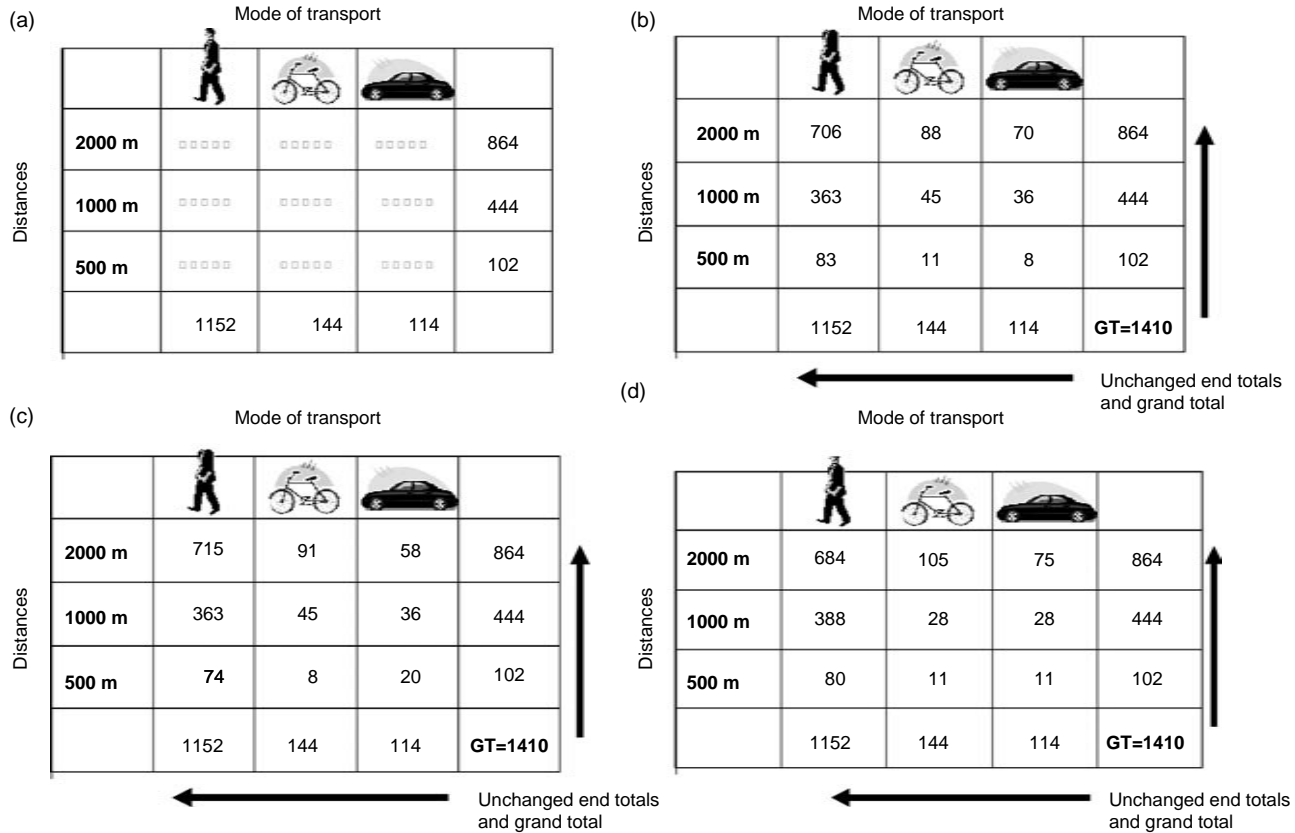 (a)
Mode of transport
Distances
2000 m 864
1000 m 444
500 m 102
1152 144 114
(b)
Mode of transport
Distances
2000 m 706 88 70 864
1000 m 363 45 36 444
500 m 83 11 8 102
1152 144 114 GT=1410
Unchanged end totals
and grand total
(c)
Mode of transport
Distances
2000 m 715 91 58 864
1000 m 363 45 36 444
500 m 74 8 20 102
1152 144 114 GT=1410
Unchanged end totals
and grand total
(d)
Mode of transport
Distances
2000 m 684 105 75 864
1000 m 388 28 28 444
500 m 80 11 11 102
1152 144 114 GT=1410
Unchanged end totals
and grand total